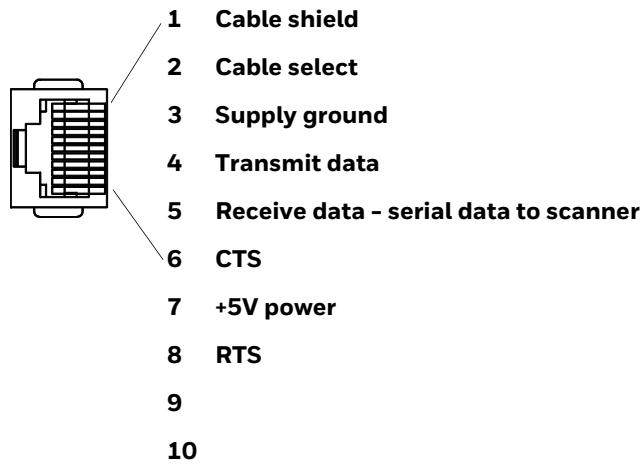 1 Cable shield
2 Cable select
3 Supply ground
4 Transmit data
5 Receive data – serial data to scanner
6 CTS
7 +5V power
8 RTS
9
10